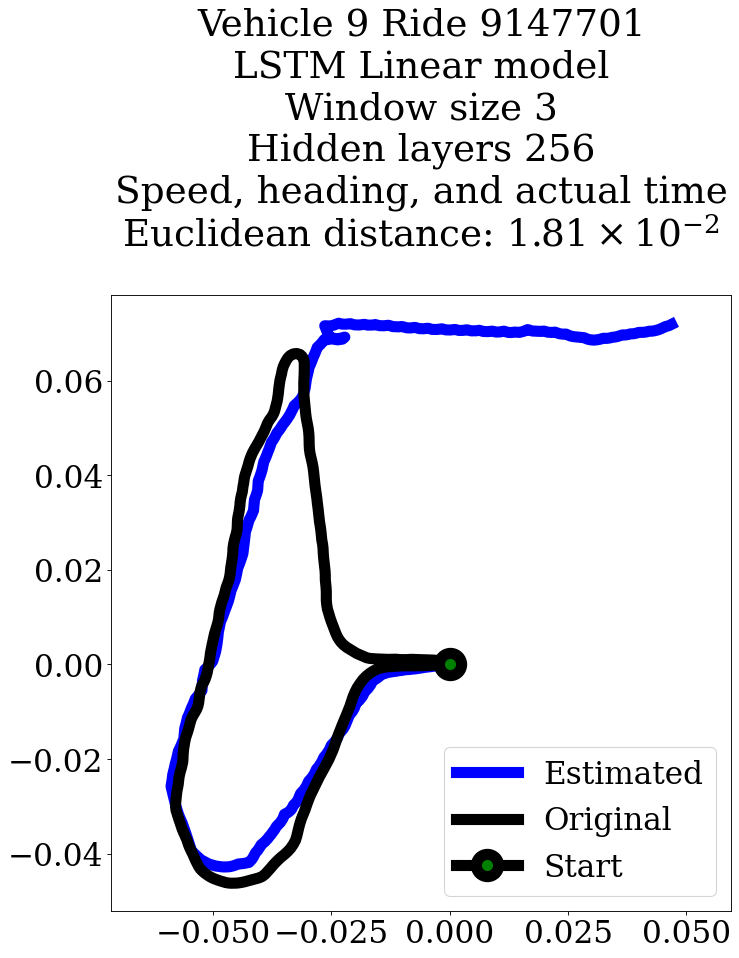 Vehicle 9 Ride 9147701
LSTM Linear model
Window size 3
Hidden layers 256
Speed, heading, and actual time
Euclidean distance: 1.81 × 10⁻²
0.06
0.04
0.02
0.00
−0.02
−0.04
Estimated
Original
Start
−0.050 −0.025 0.000 0.025 0.050